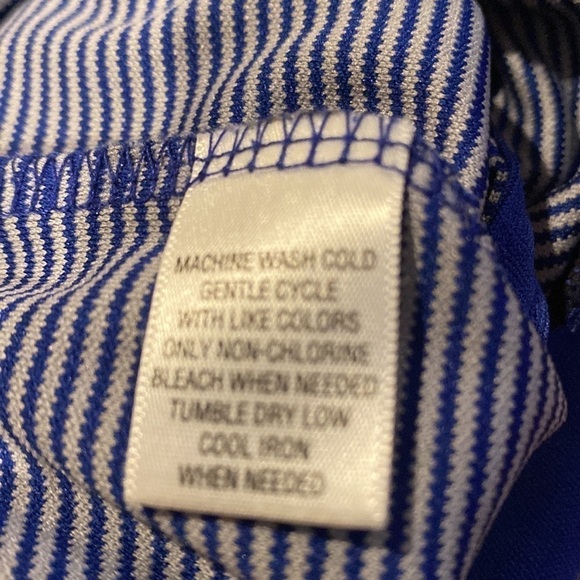 MACHINE WASH COLD
GENTLE CYCLE
WITH LIKE COLORS
ONLY NON-CHLORINE
BLEACH WHEN NEEDED
TUMBLE DRY LOW
COOL IRON
WHEN NEEDED